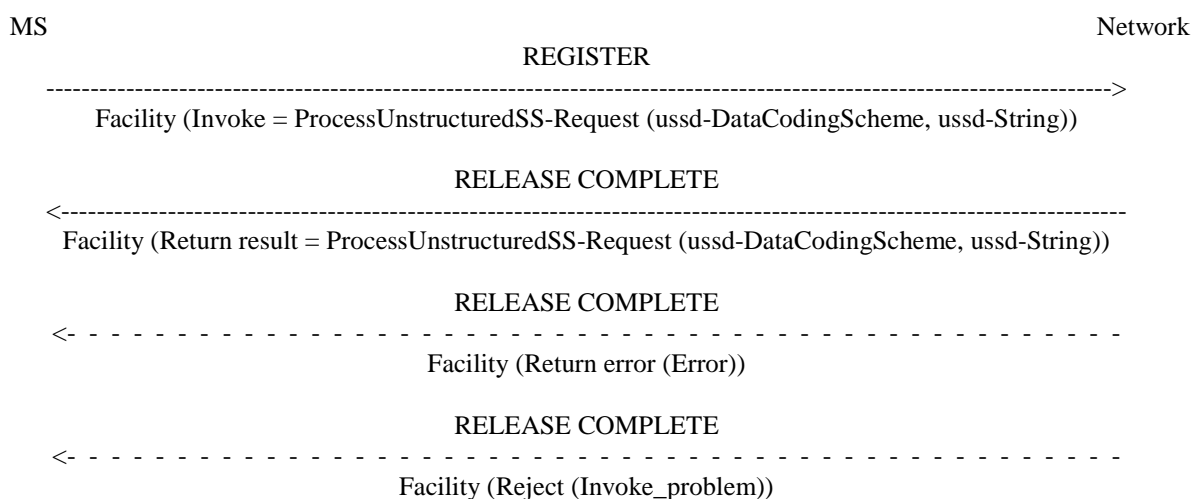 MS Network
REGISTER
------------------------------------------------------------------------------------------------------------------------>
Facility (Invoke = ProcessUnstructuredSS-Request (ussd-DataCodingScheme, ussd-String))
RELEASE COMPLETE
<------------------------------------------------------------------------------------------------------------------------
Facility (Return result = ProcessUnstructuredSS-Request (ussd-DataCodingScheme, ussd-String))
RELEASE COMPLETE
<- - - - - - - - - - - - - - - - - - - - - - - - - - - - - - - - - - - - - - - - - - - - - - - - - - -
Facility (Return error (Error))
RELEASE COMPLETE
<- - - - - - - - - - - - - - - - - - - - - - - - - - - - - - - - - - - - - - - - - - - - - - - - - - -
Facility (Reject (Invoke_problem))